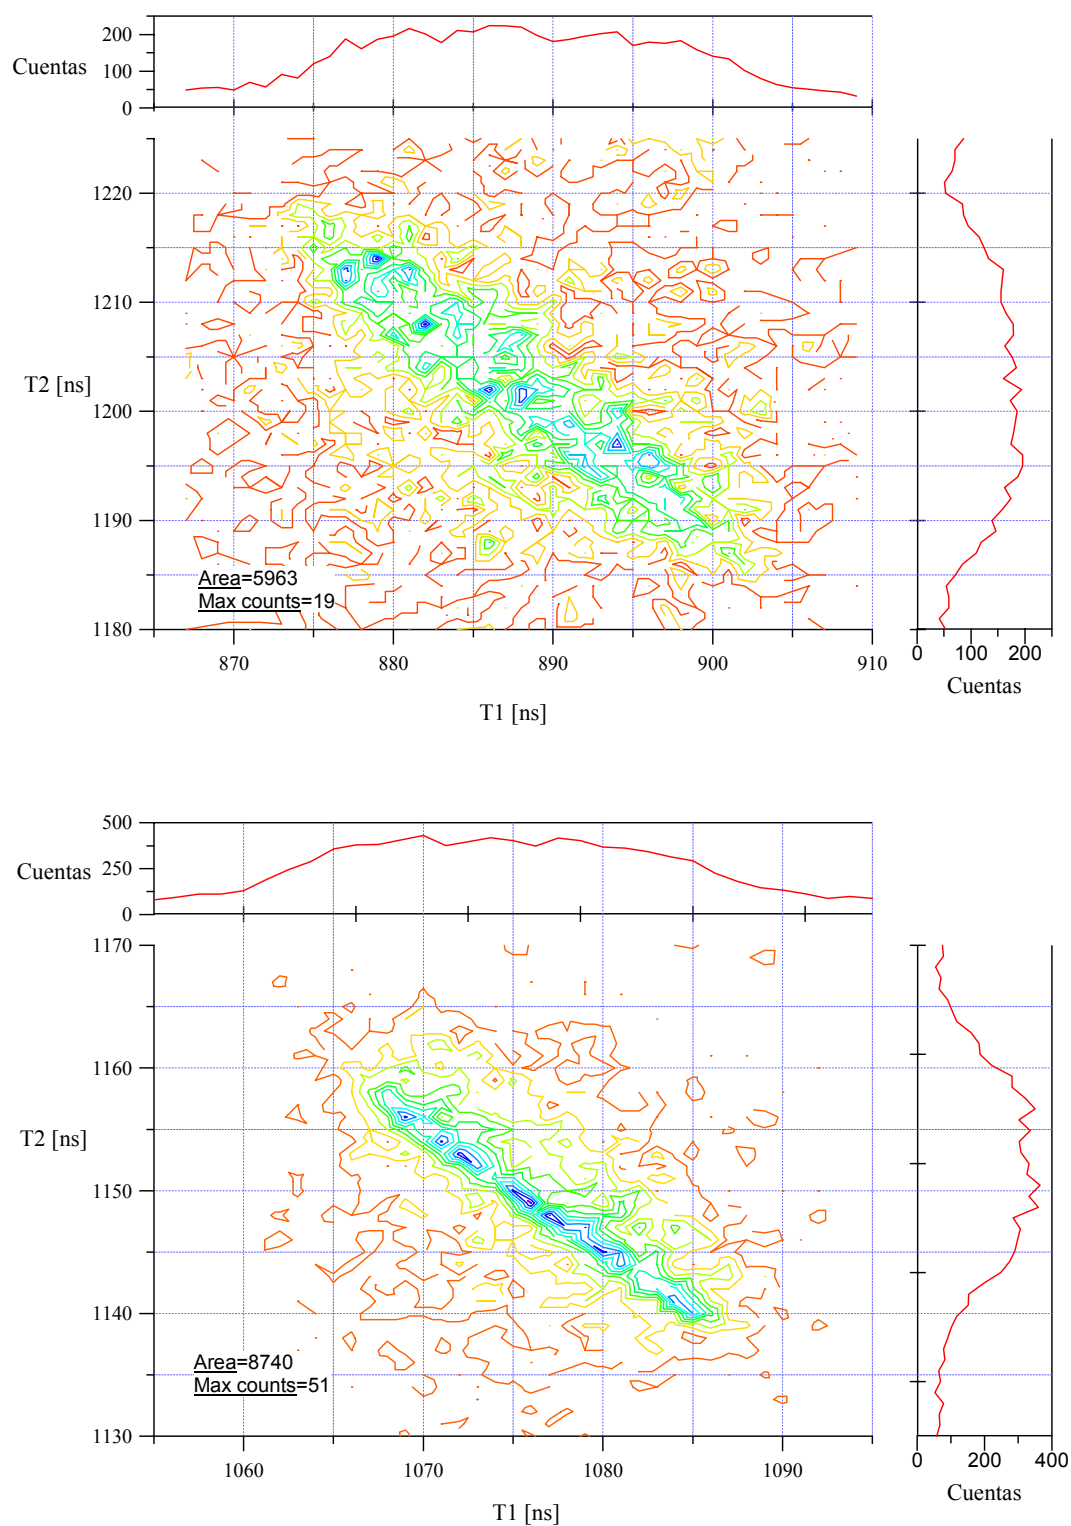 200
Cuentas
100
0
1220
1210
T2 [ns]
1200
1190
Area=5963
Max counts=19
1180
870 880 890 900 910
T1 [ns]
0 100 200
Cuentas
500
Cuentas 250
0
1170
1160
T2 [ns]
1150
1140
Area=8740
Max counts=51
1130
1060 1070 1080 1090
T1 [ns]
0 200 400
Cuentas